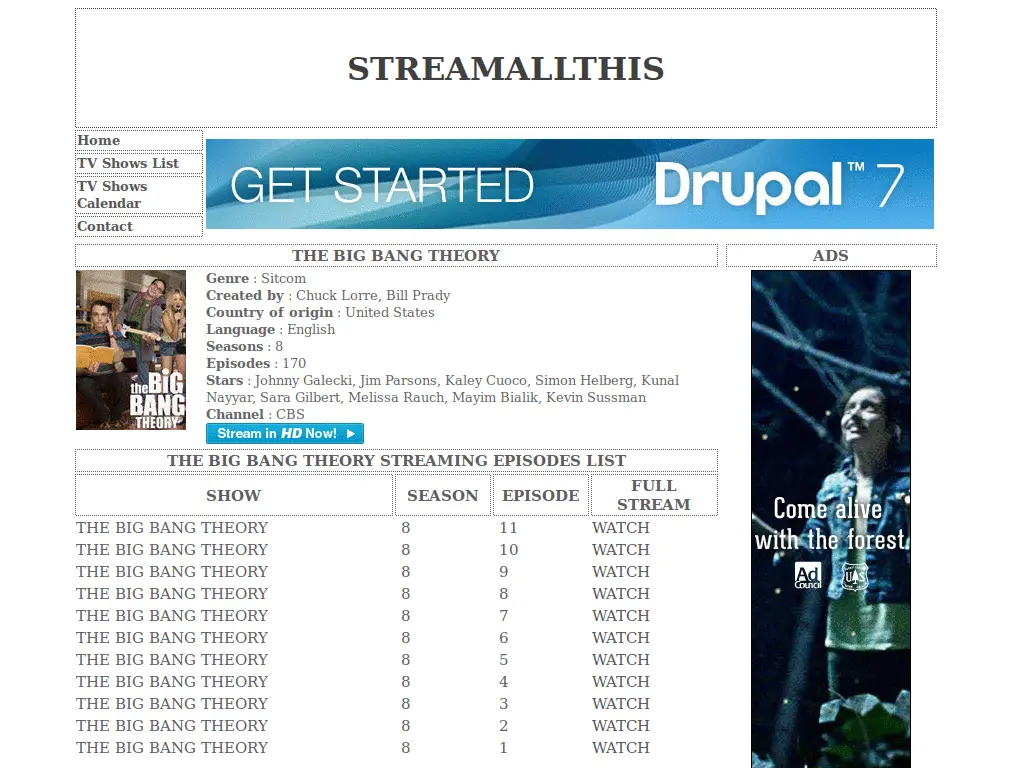 STREAMALLTHIS
Home
TV Shows List
TV Shows
Calendar
Contact
GET STARTED Drupal™ 7
THE BIG BANG THEORY
ADS
the BiG
BANG
THEORY
Genre : Sitcom
Created by : Chuck Lorre, Bill Prady
Country of origin : United States
Language : English
Seasons : 8
Episodes : 170
Stars : Johnny Galecki, Jim Parsons, Kaley Cuoco, Simon Helberg, Kunal
Nayyar, Sara Gilbert, Melissa Rauch, Mayim Bialik, Kevin Sussman
Channel : CBS
Stream in HD Now!
THE BIG BANG THEORY STREAMING EPISODES LIST
SHOW SEASON EPISODE FULL
STREAM
THE BIG BANG THEORY 8 11 WATCH
THE BIG BANG THEORY 8 10 WATCH
THE BIG BANG THEORY 8 9 WATCH
THE BIG BANG THEORY 8 8 WATCH
THE BIG BANG THEORY 8 7 WATCH
THE BIG BANG THEORY 8 6 WATCH
THE BIG BANG THEORY 8 5 WATCH
THE BIG BANG THEORY 8 4 WATCH
THE BIG BANG THEORY 8 3 WATCH
THE BIG BANG THEORY 8 2 WATCH
THE BIG BANG THEORY 8 1 WATCH
Come alive
with the forest.
Ad
Council
UAS